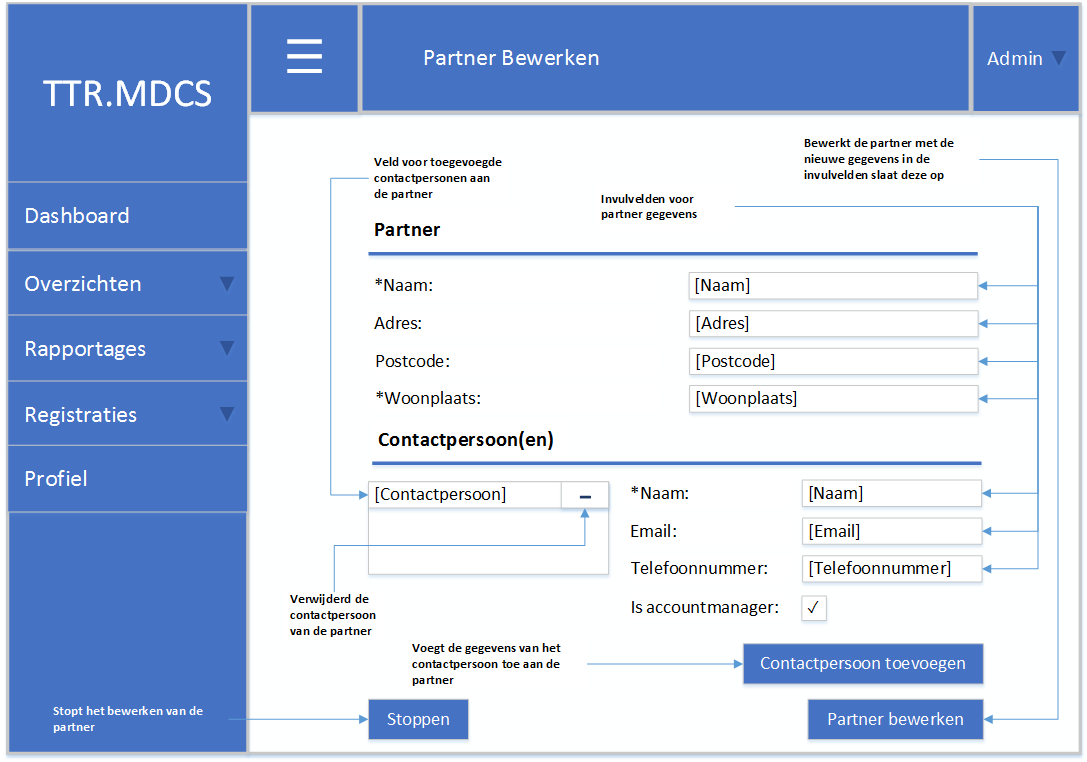 TTR.MDCS
Partner Bewerken
Admin
Dashboard
Overzichten
Rapportages
Registraties
Profiel
Veld voor toegevoegde
contactpersonen aan
de partner
Bewerkt de partner met de
nieuwe gegevens in de
invulvelden slaat deze op
Invulvelden voor
partner gegevens
Partner
*Naam: [Naam]
Adres: [Adres]
Postcode: [Postcode]
*Woonplaats: [Woonplaats]
Contactpersoon(en)
[Contactpersoon] –
*Naam: [Naam]
Email: [Email]
Telefoonnummer: [Telefoonnummer]
Is accountmanager: ✓
Verwijderd de
contactpersoon
van de partner
Voegt de gegevens van het
contactpersoon toe aan de
partner
Contactpersoon toevoegen
Stopt het bewerken van de
partner
Stoppen
Partner bewerken